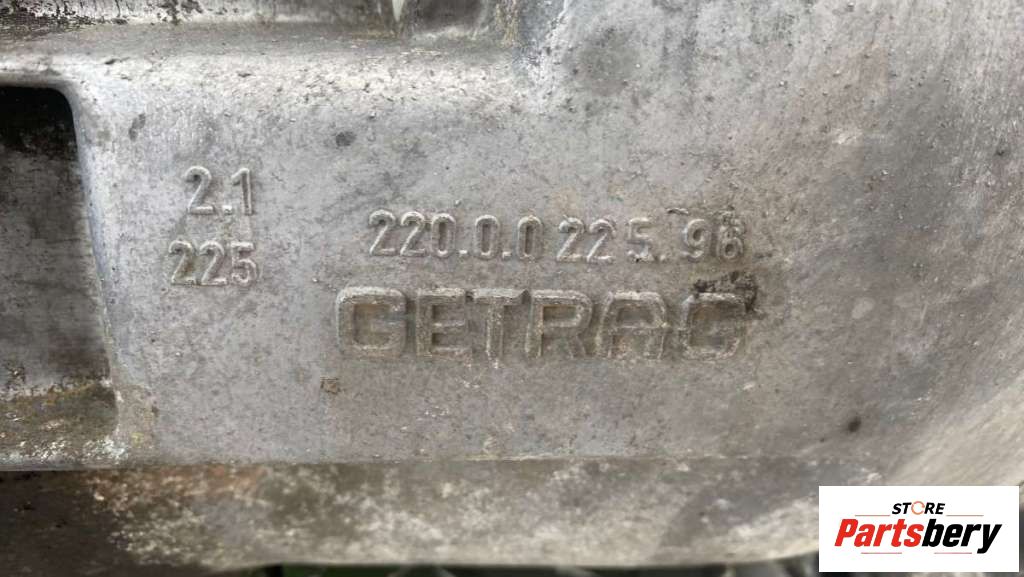 2.1
225
220.0.0225.96
GETRAG
STORE
Partsbery